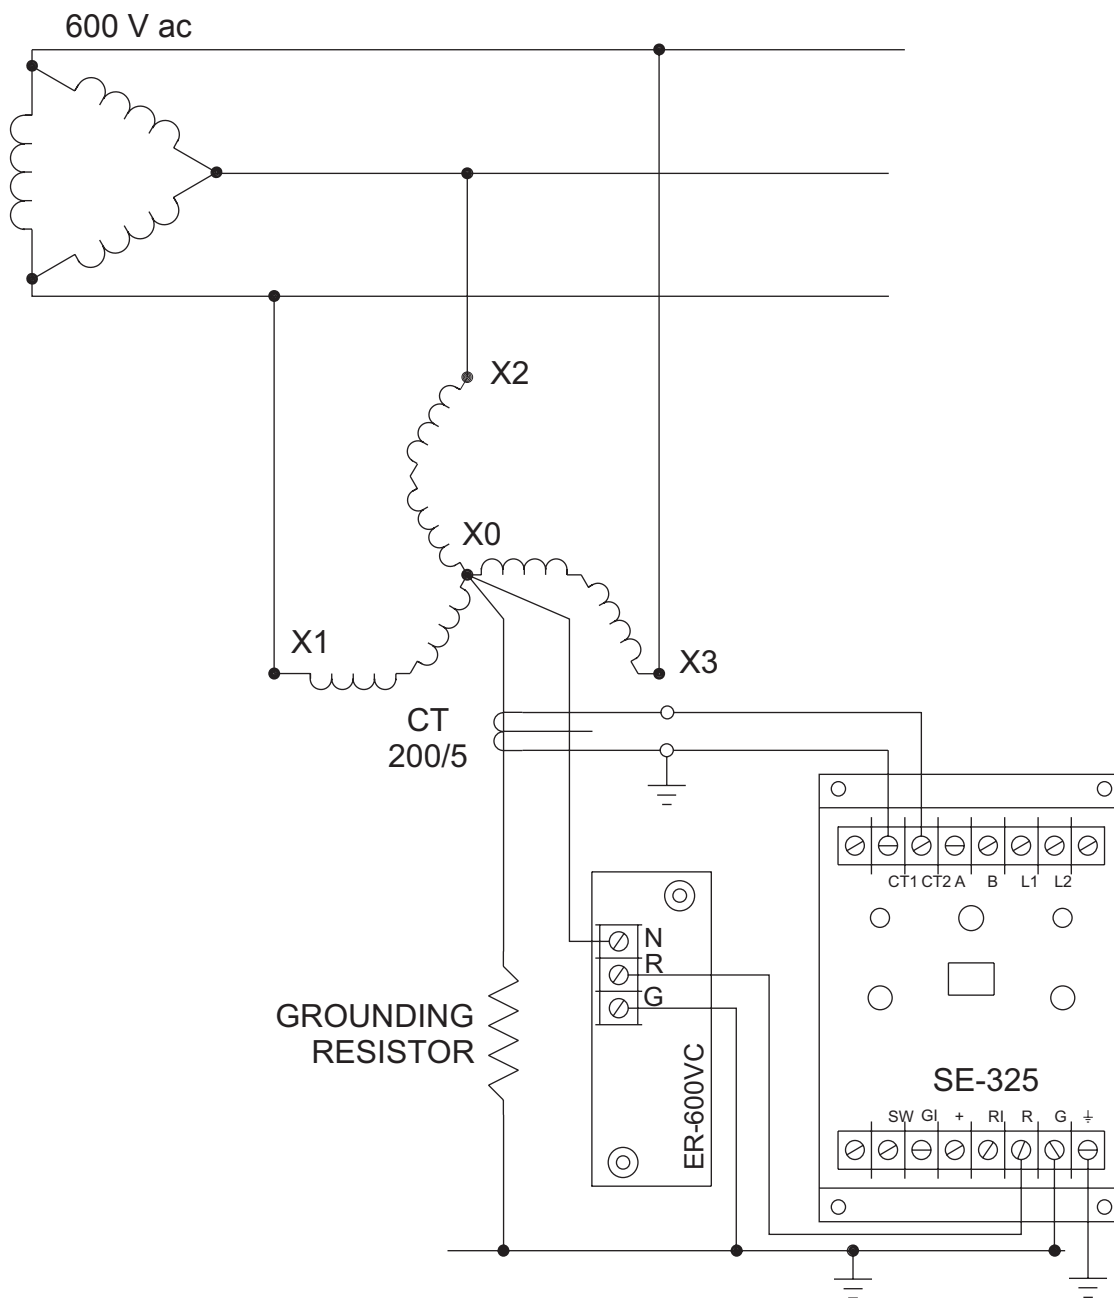 600 V ac
X2
X0
X1
X3
CT
200/5
CT1 CT2 A B L1 L2
N
R
G
GROUNDING
RESISTOR
ER-600VC
SE-325
SW GI + RI R G ⏚